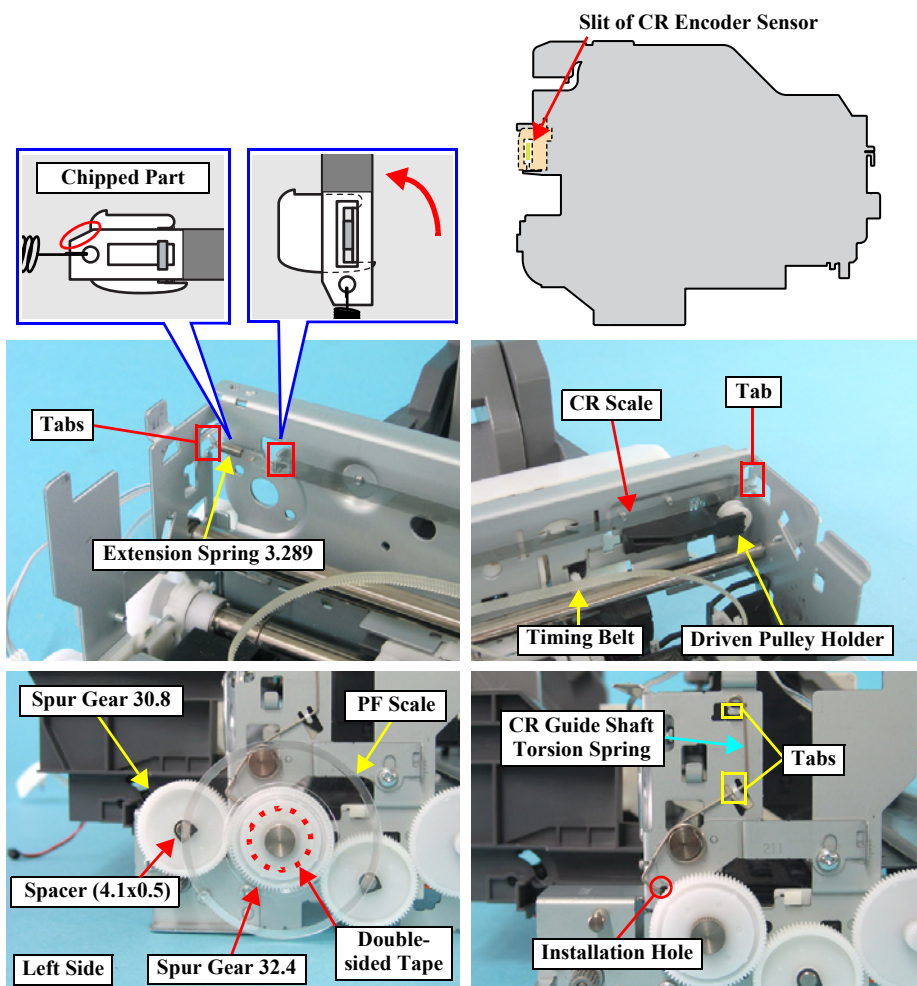 Slit of CR Encoder Sensor
Chipped Part
Tabs
Extension Spring 3.289
CR Scale
Tab
Timing Belt
Driven Pulley Holder
Spur Gear 30.8
PF Scale
Spacer (4.1x0.5)
Left Side
Spur Gear 32.4
Double-
sided Tape
CR Guide Shaft
Torsion Spring
Tabs
211
Installation Hole